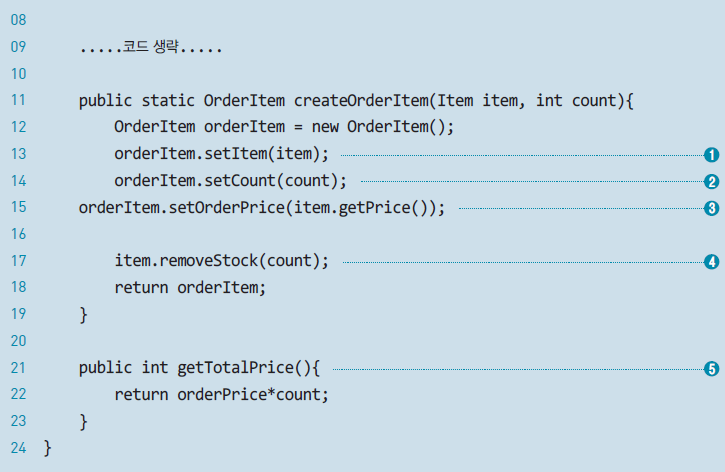 08
09 .....코드 생략.....
10
11 public static OrderItem createOrderItem(Item item, int count){
12 OrderItem orderItem = new OrderItem();
13 orderItem.setItem(item); 1
14 orderItem.setCount(count); 2
15 orderItem.setOrderPrice(item.getPrice()); 3
16
17 item.removeStock(count); 4
18 return orderItem;
19 }
20
21 public int getTotalPrice(){ 5
22 return orderPrice*count;
23 }
24 }